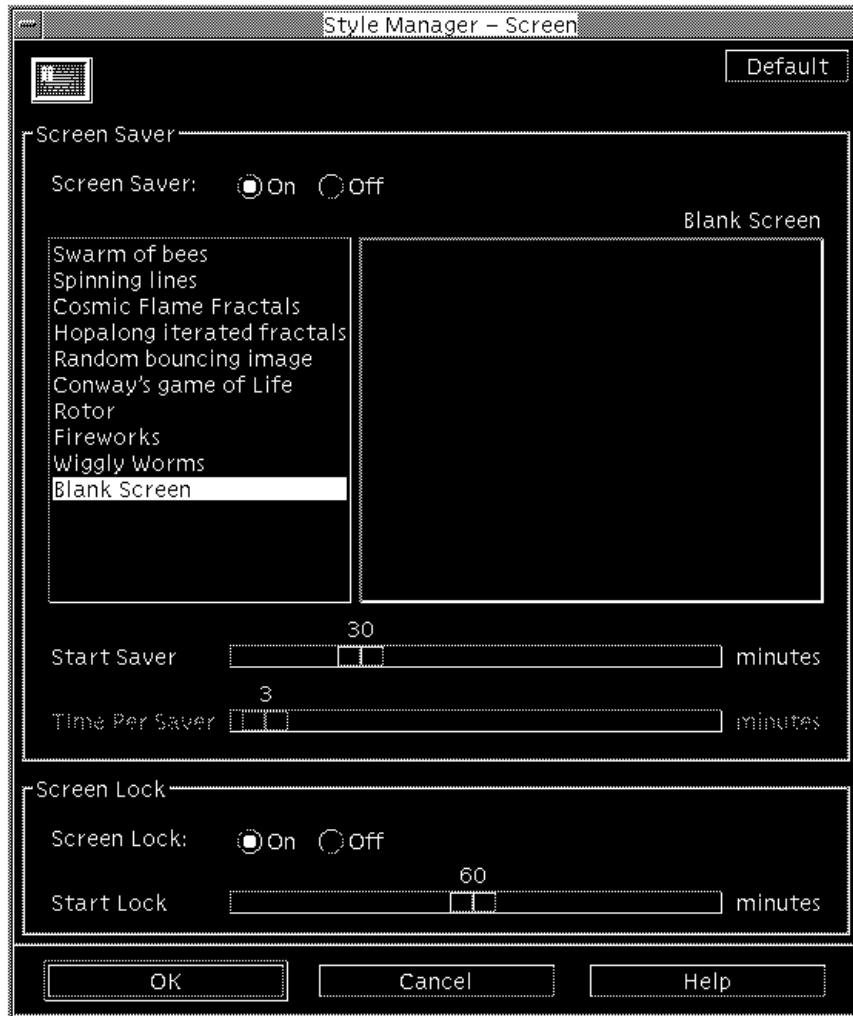 Style Manager – Screen
Default
Screen Saver
Screen Saver: On Off
Blank Screen
Swarm of bees
Spinning lines
Cosmic Flame Fractals
Hopalong iterated fractals
Random bouncing image
Conway's game of Life
Rotor
Fireworks
Wiggly Worms
Blank Screen
30
Start Saver minutes
3
Time Per Saver minutes
Screen Lock
Screen Lock: On Off
60
Start Lock minutes
OK Cancel Help